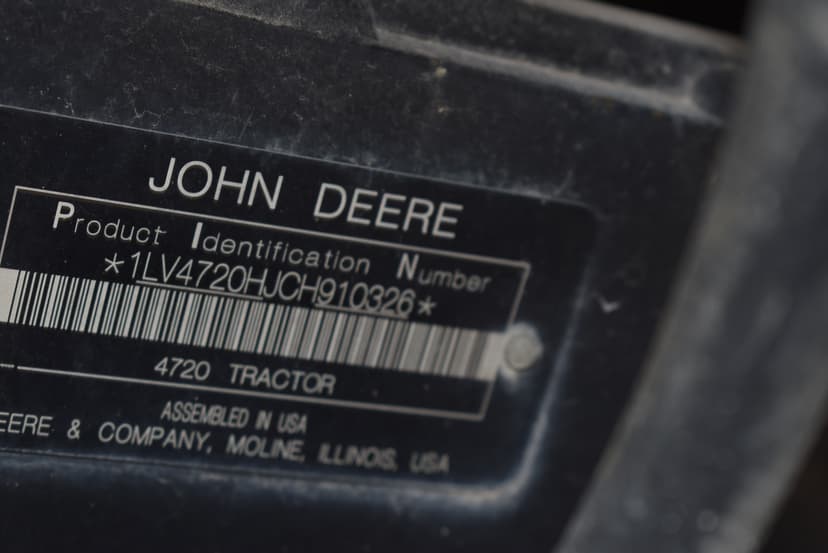 JOHN DEERE
Product Identification Number
*1LV4720HJCH910326*
4720 TRACTOR
ASSEMBLED IN USA
EERE & COMPANY, MOLINE, ILLINOIS, USA